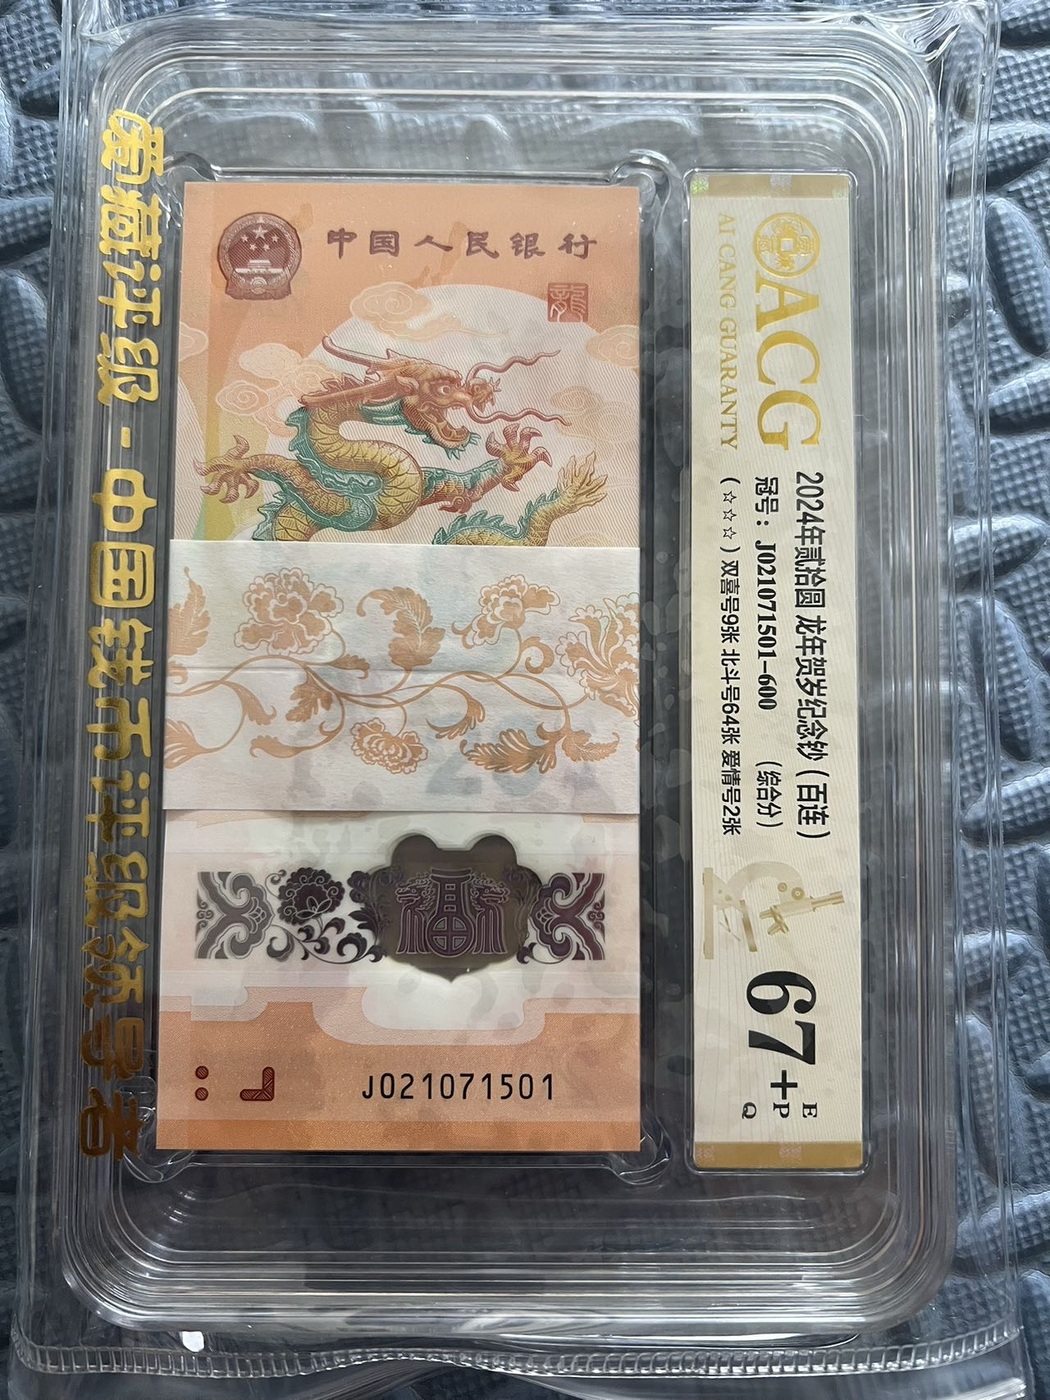 爱藏评级-中国钱币评级领导者
中国人民银行
龍
福
J021071501
ACG
AI CANG GUARANTY
2024年贰拾圆 龙年贺岁纪念钞（百连）
冠号：J021071501-600 （综合分）
（☆☆☆）双喜号9张 北斗号64张 爱情号2张
67+
E
P
Q